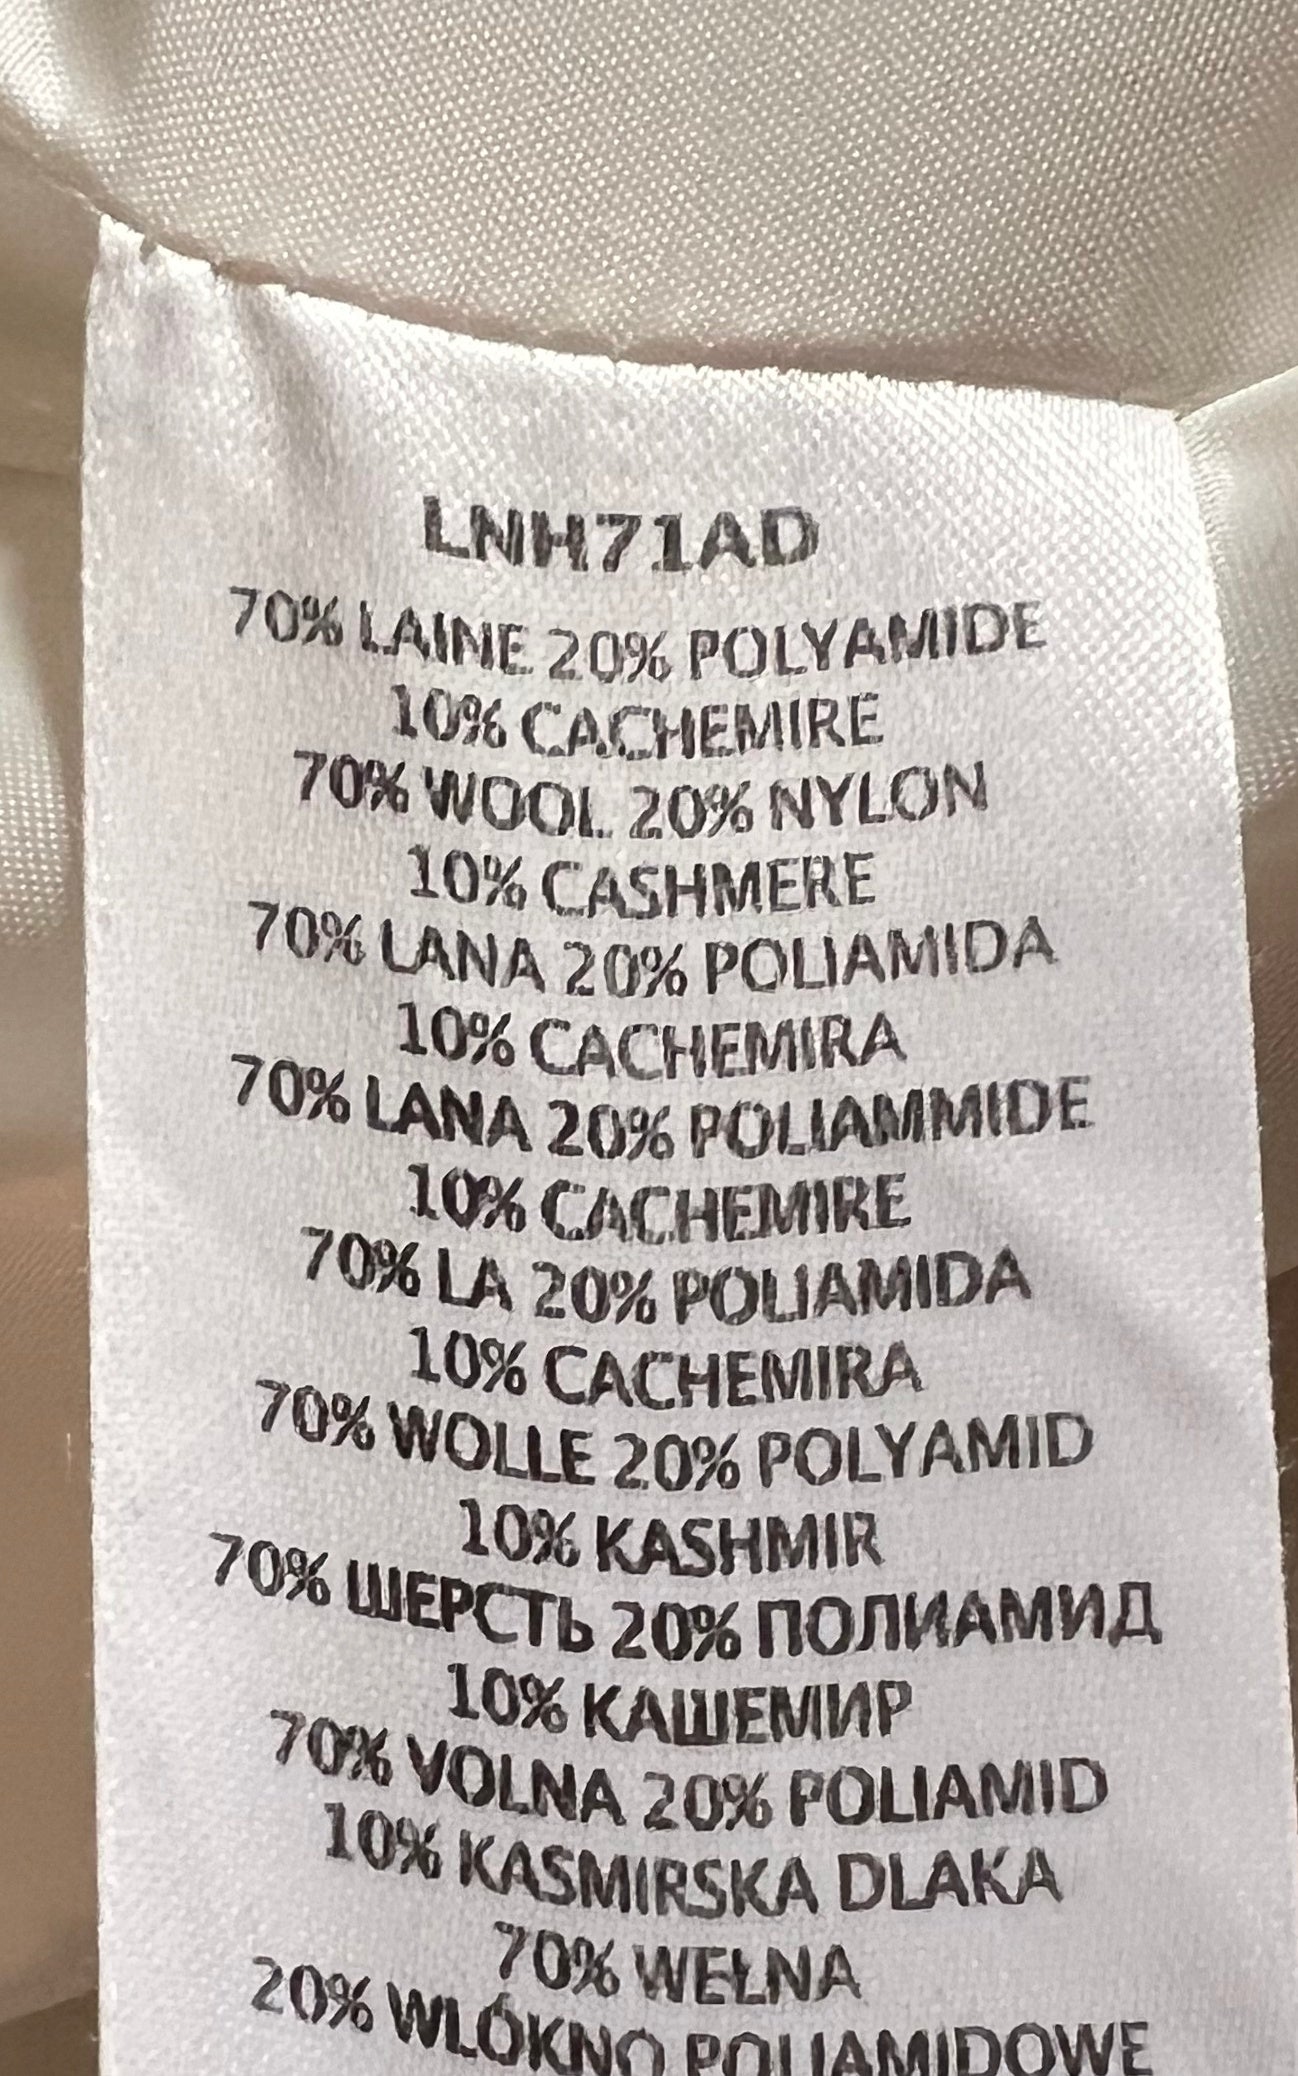 LNH71AD
70% LAINE 20% POLYAMIDE
10% CACHEMIRE
70% WOOL 20% NYLON
10% CASHMERE
70% LANA 20% POLIAMIDA
10% CACHEMIRA
70% LANA 20% POLIAMMIDE
10% CACHEMIRE
70% LA 20% POLIAMIDA
10% CACHEMIRA
70% WOLLE 20% POLYAMID
10% KASHMIR
70% ШЕРСТЬ 20% ПОЛИАМИД
10% КАШЕМИР
70% VOLNA 20% POLIAMID
10% KASMIRSKA DLAKA
70% WEŁNA
20% WLÓKNO POLIAMIDOWE